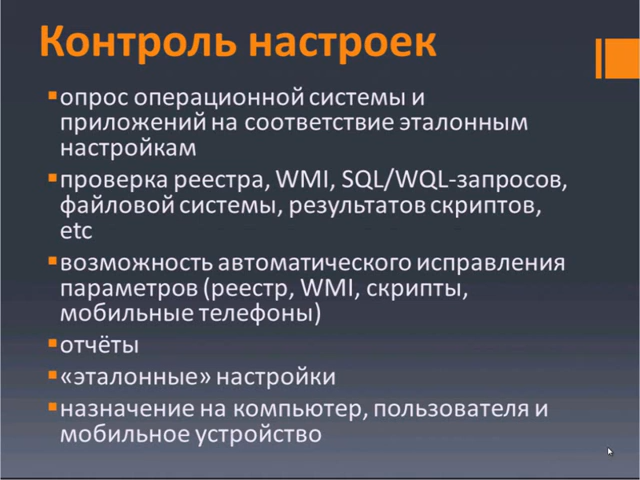 Контроль настроек
опрос операционной системы и
приложений на соответствие эталонным
настройкам
проверка реестра, WMI, SQL/WQL-запросов,
файловой системы, результатов скриптов,
etc
возможность автоматического исправления
параметров (реестр, WMI, скрипты,
мобильные телефоны)
отчёты
«эталонные» настройки
назначение на компьютер, пользователя и
мобильное устройство